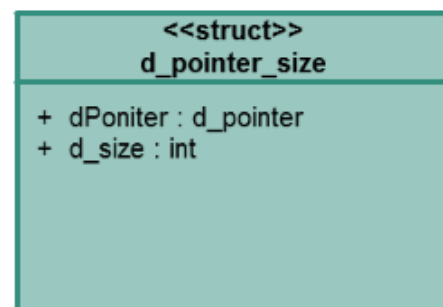 <<struct>>
d_pointer_size
+ dPoniter : d_pointer
+ d_size : int